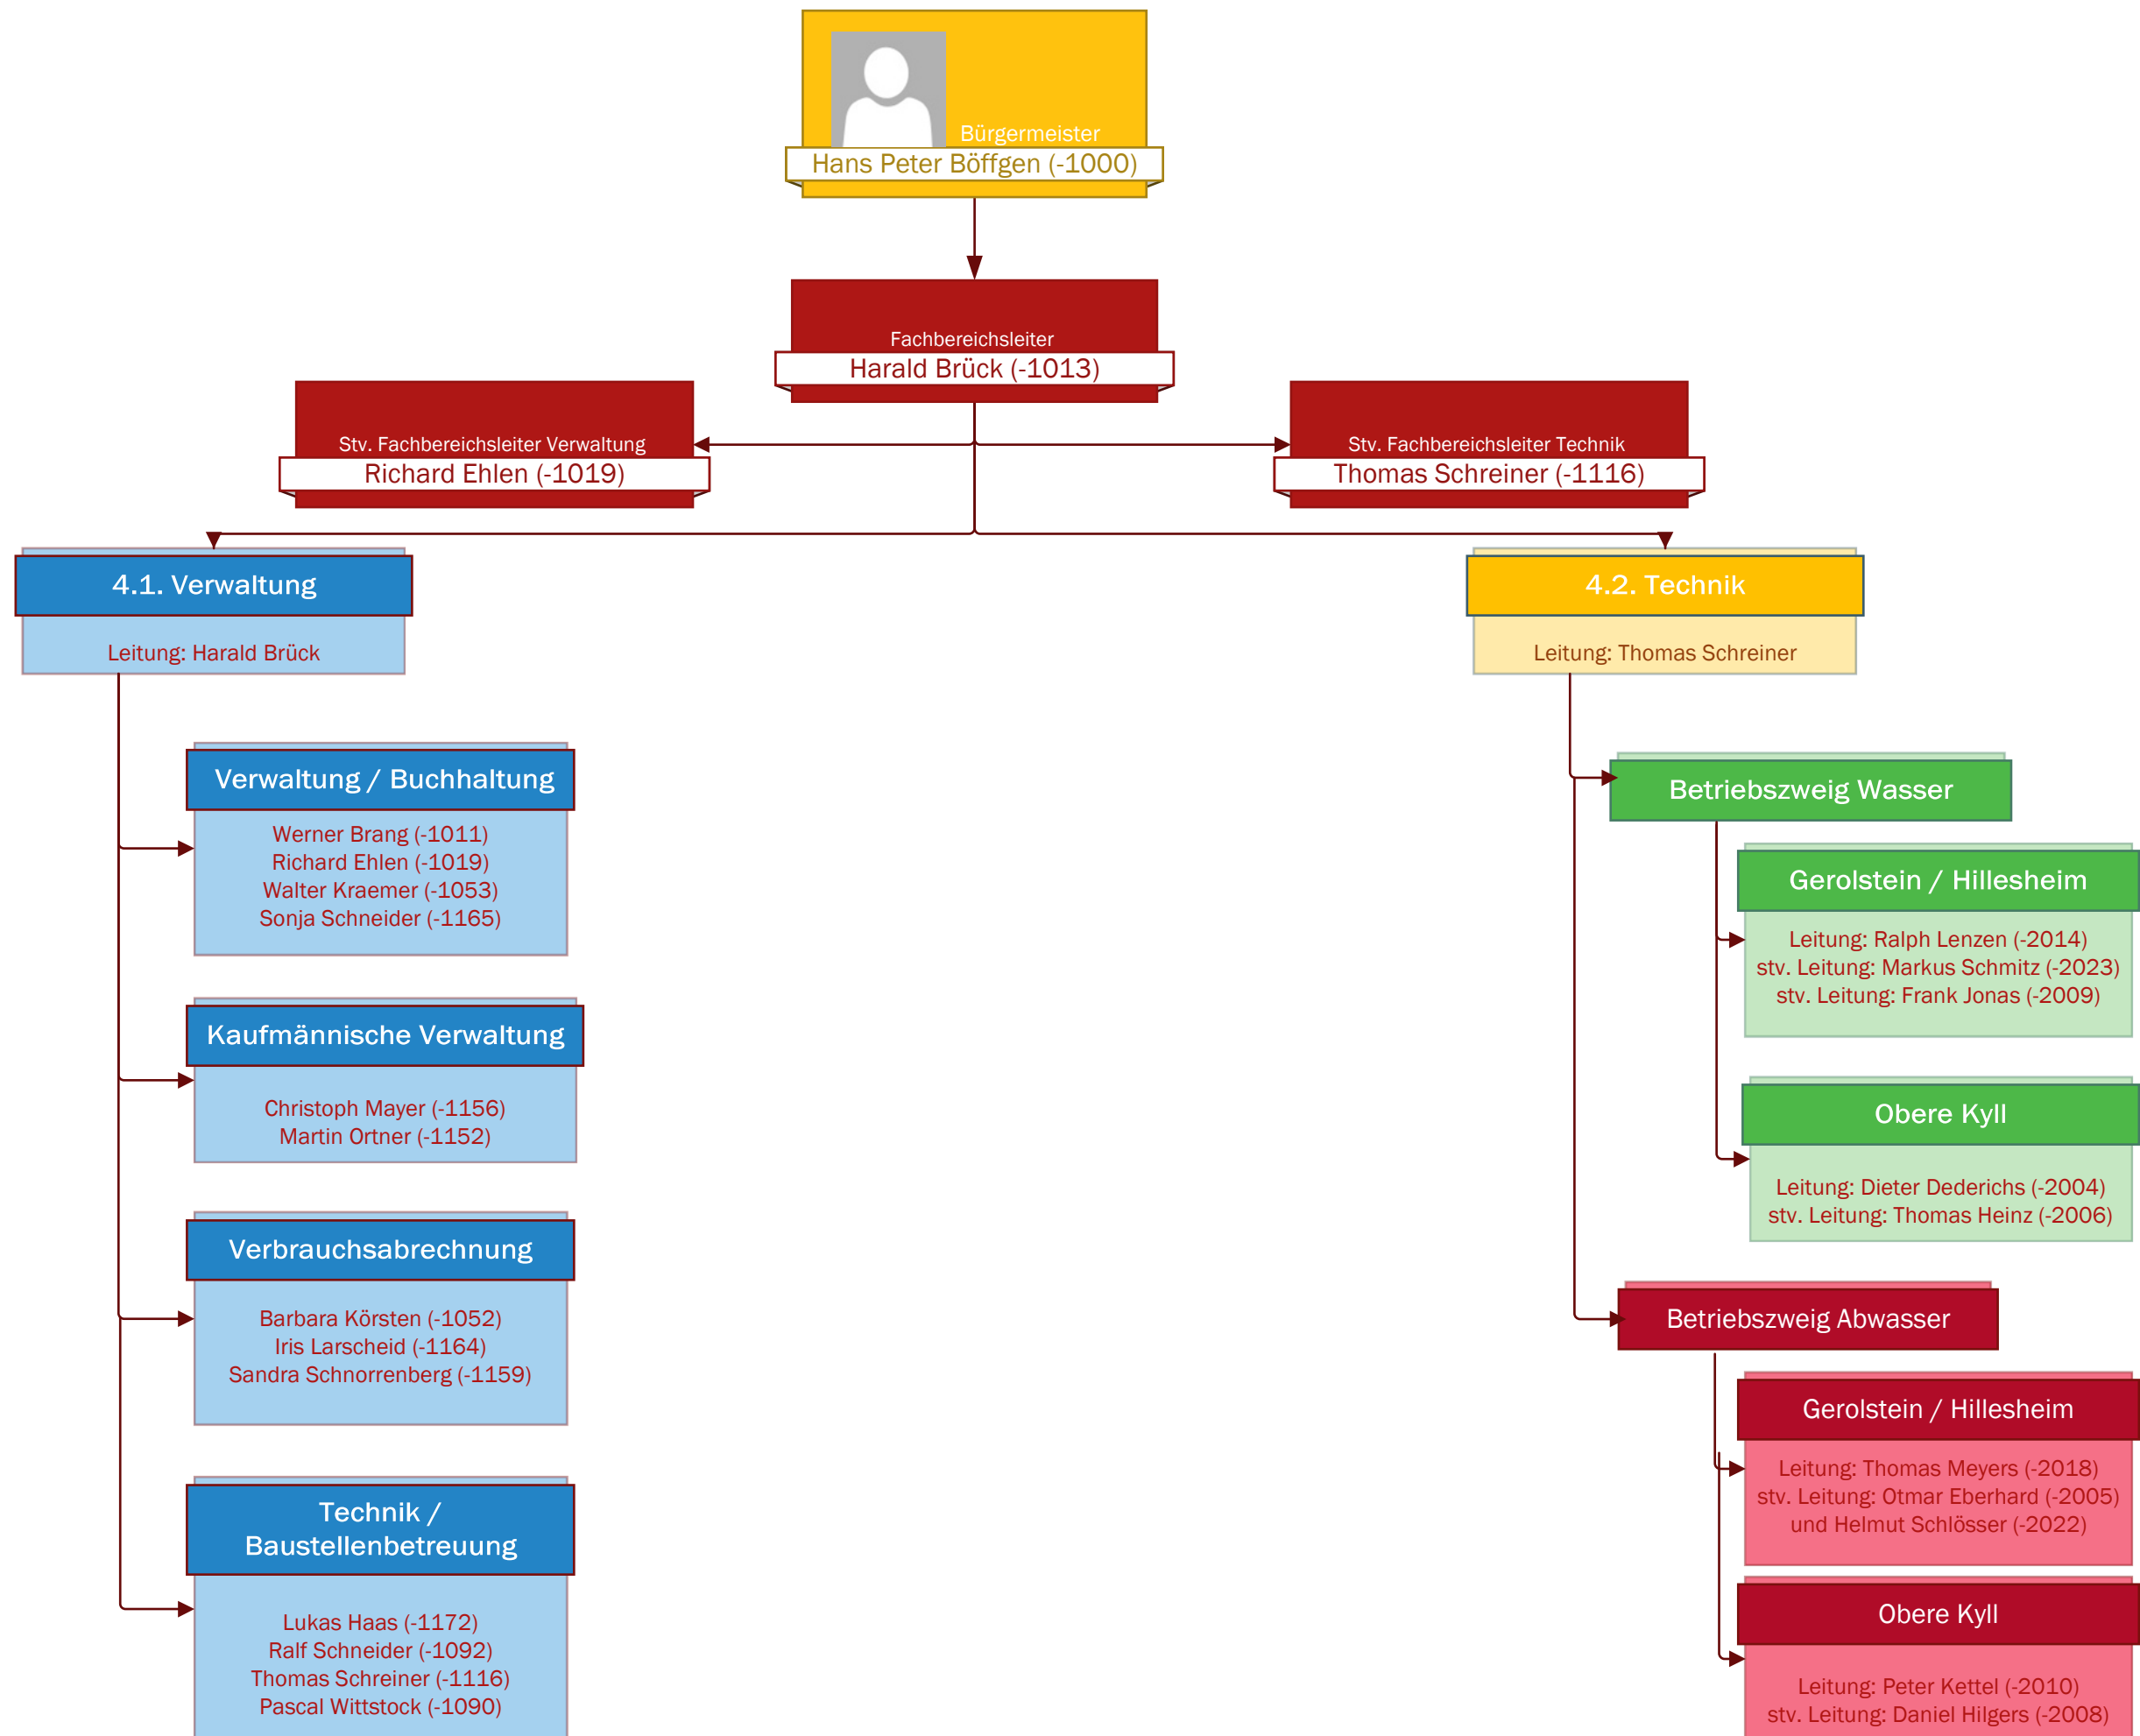 Bürgermeister
Hans Peter Böffgen (-1000)
Fachbereichsleiter
Harald Brück (-1013)
Stv. Fachbereichsleiter Verwaltung
Richard Ehlen (-1019)
Stv. Fachbereichsleiter Technik
Thomas Schreiner (-1116)
4.1. Verwaltung
Leitung: Harald Brück
Verwaltung / Buchhaltung
Werner Brang (-1011)
Richard Ehlen (-1019)
Walter Kraemer (-1053)
Sonja Schneider (-1165)
Kaufmännische Verwaltung
Christoph Mayer (-1156)
Martin Ortner (-1152)
Verbrauchsabrechnung
Barbara Körsten (-1052)
Iris Larscheid (-1164)
Sandra Schnorrenberg (-1159)
Technik /
Baustellenbetreuung
Lukas Haas (-1172)
Ralf Schneider (-1092)
Thomas Schreiner (-1116)
Pascal Wittstock (-1090)
4.2. Technik
Leitung: Thomas Schreiner
Betriebszweig Wasser
Gerolstein / Hillesheim
Leitung: Ralph Lenzen (-2014)
stv. Leitung: Markus Schmitz (-2023)
stv. Leitung: Frank Jonas (-2009)
Obere Kyll
Leitung: Dieter Dederichs (-2004)
stv. Leitung: Thomas Heinz (-2006)
Betriebszweig Abwasser
Gerolstein / Hillesheim
Leitung: Thomas Meyers (-2018)
stv. Leitung: Otmar Eberhard (-2005)
und Helmut Schlösser (-2022)
Obere Kyll
Leitung: Peter Kettel (-2010)
stv. Leitung: Daniel Hilgers (-2008)